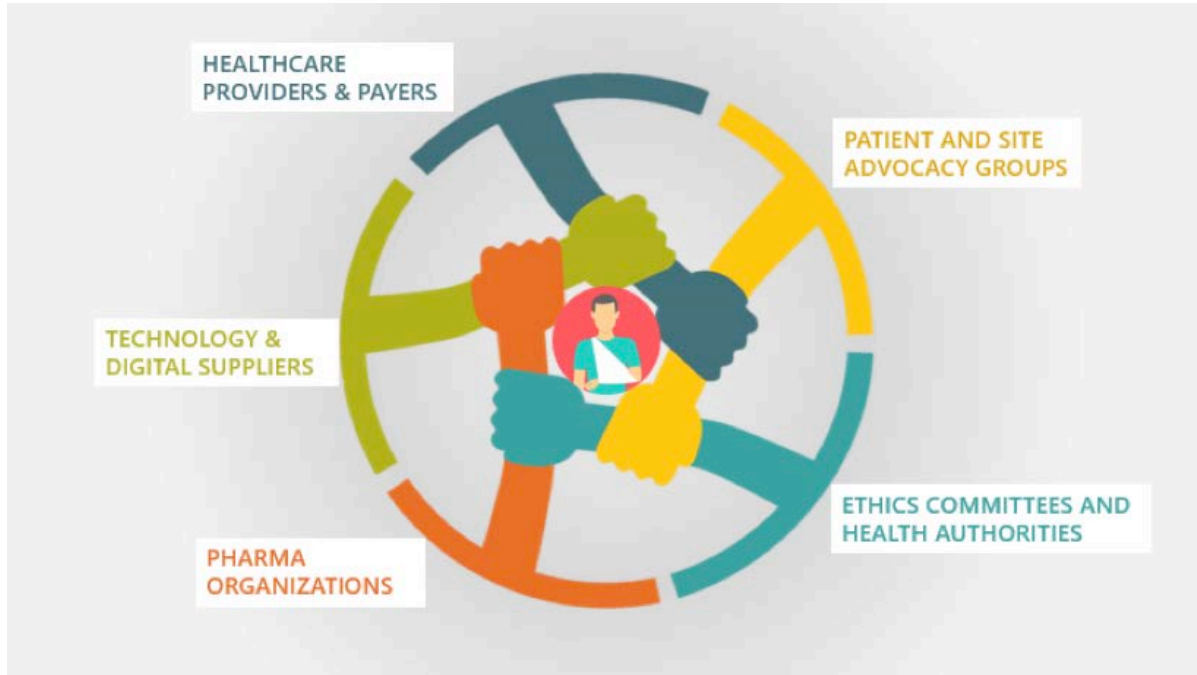 HEALTHCARE
PROVIDERS & PAYERS
PATIENT AND SITE
ADVOCACY GROUPS
TECHNOLOGY &
DIGITAL SUPPLIERS
ETHICS COMMITTEES AND
HEALTH AUTHORITIES
PHARMA
ORGANIZATIONS